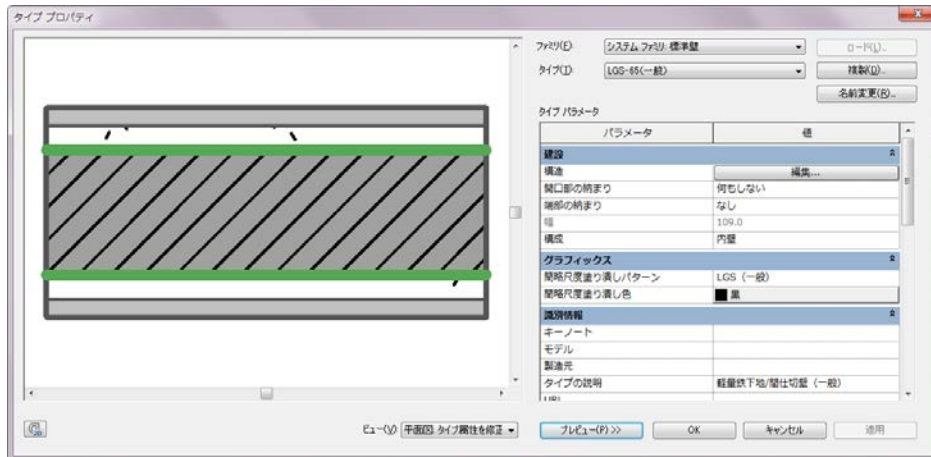 タイプ プロパティ
ファミリ(F): システム ファミリ: 標準壁 ロード(L)...
タイプ(T): LGS-65(一般) 複製(D)...
名前変更(R)...
タイプ パラメータ
パラメータ 値
建設
構造 編集...
開口部の納まり 何もしない
端部の納まり なし
幅 109.0
構成 内壁
グラフィックス
簡略尺度塗り潰しパターン LGS (一般)
簡略尺度塗り潰し色 黒
識別情報
キーノート
モデル
製造元
タイプの説明 軽量鉄下地/間仕切壁 (一般)
URL
ビュー(V): 平面図: タイプ属性を修正 プレビュー(P) >> OK キャンセル 適用